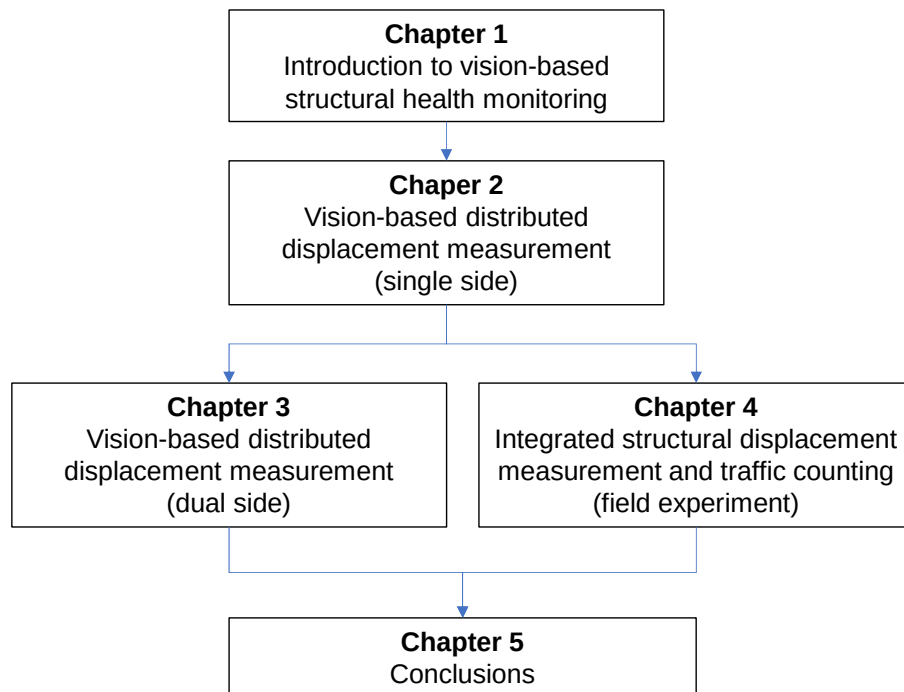 Chapter 1
Introduction to vision-based
structural health monitoring
Chaper 2
Vision-based distributed
displacement measurement
(single side)
Chapter 3
Vision-based distributed
displacement measurement
(dual side)
Chapter 4
Integrated structural displacement
measurement and traffic counting
(field experiment)
Chapter 5
Conclusions